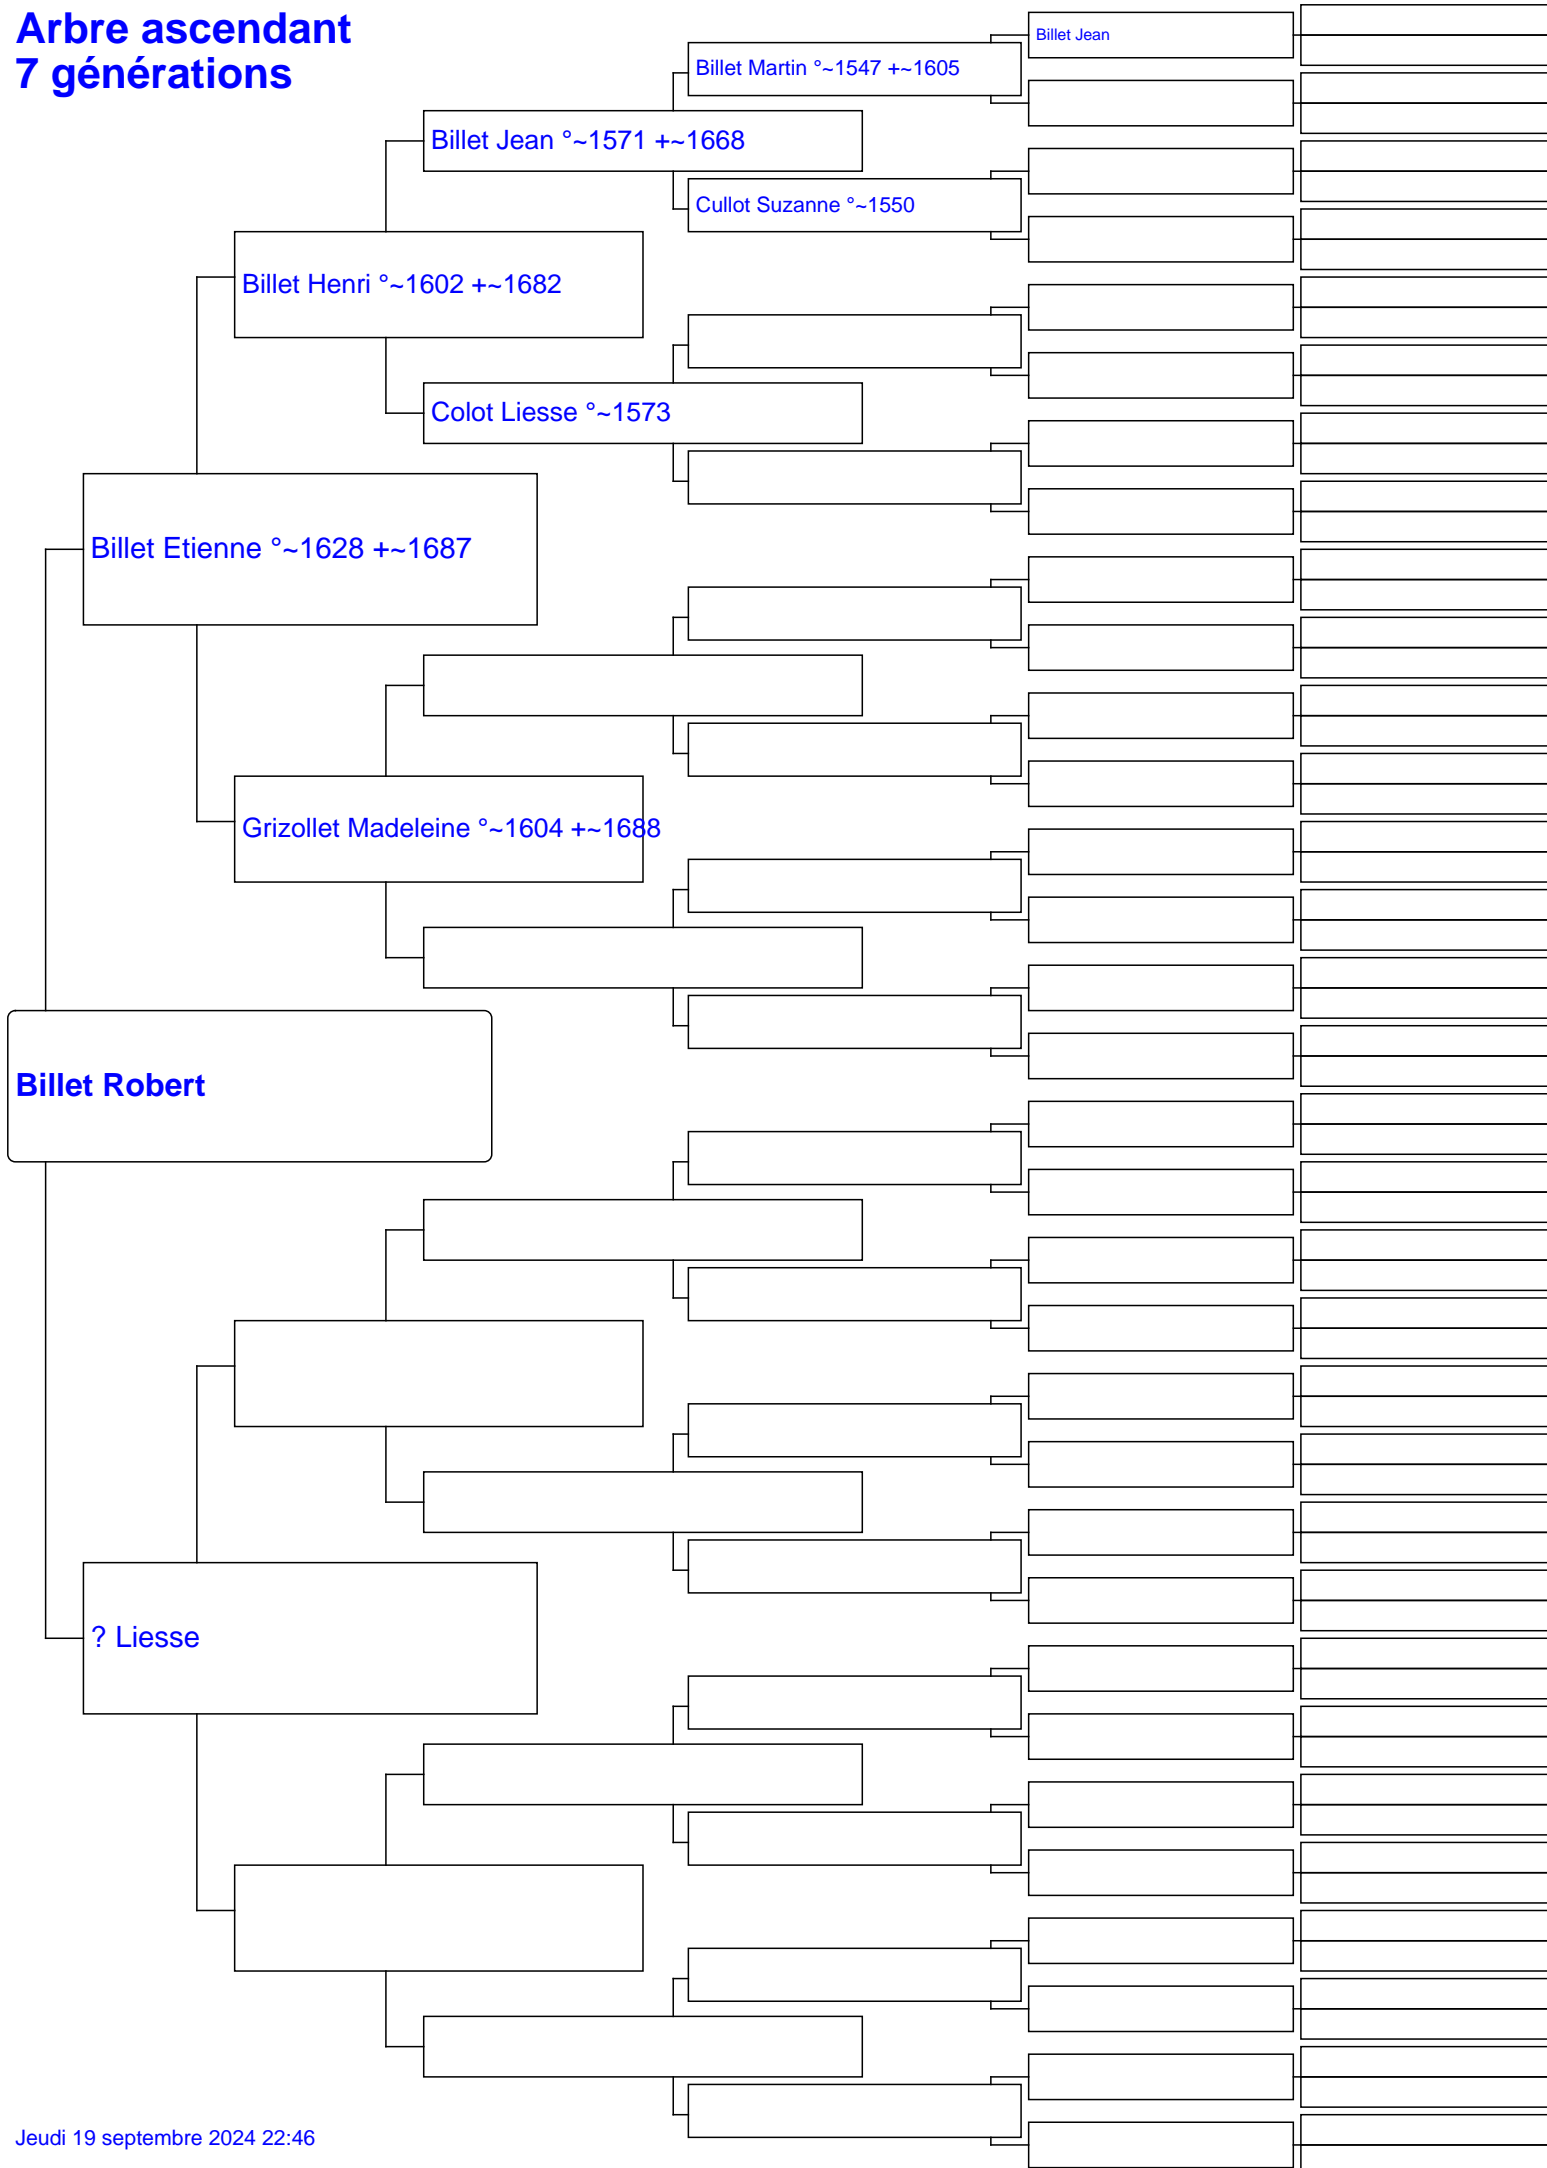 Arbre ascendant
7 générations
Billet Jean
Billet Martin °~1547 +~1605
Billet Jean °~1571 +~1668
Cullot Suzanne °~1550
Billet Henri °~1602 +~1682
Colot Liesse °~1573
Billet Etienne °~1628 +~1687
Grizollet Madeleine °~1604 +~1688
Billet Robert
? Liesse
Jeudi 19 septembre 2024 22:46